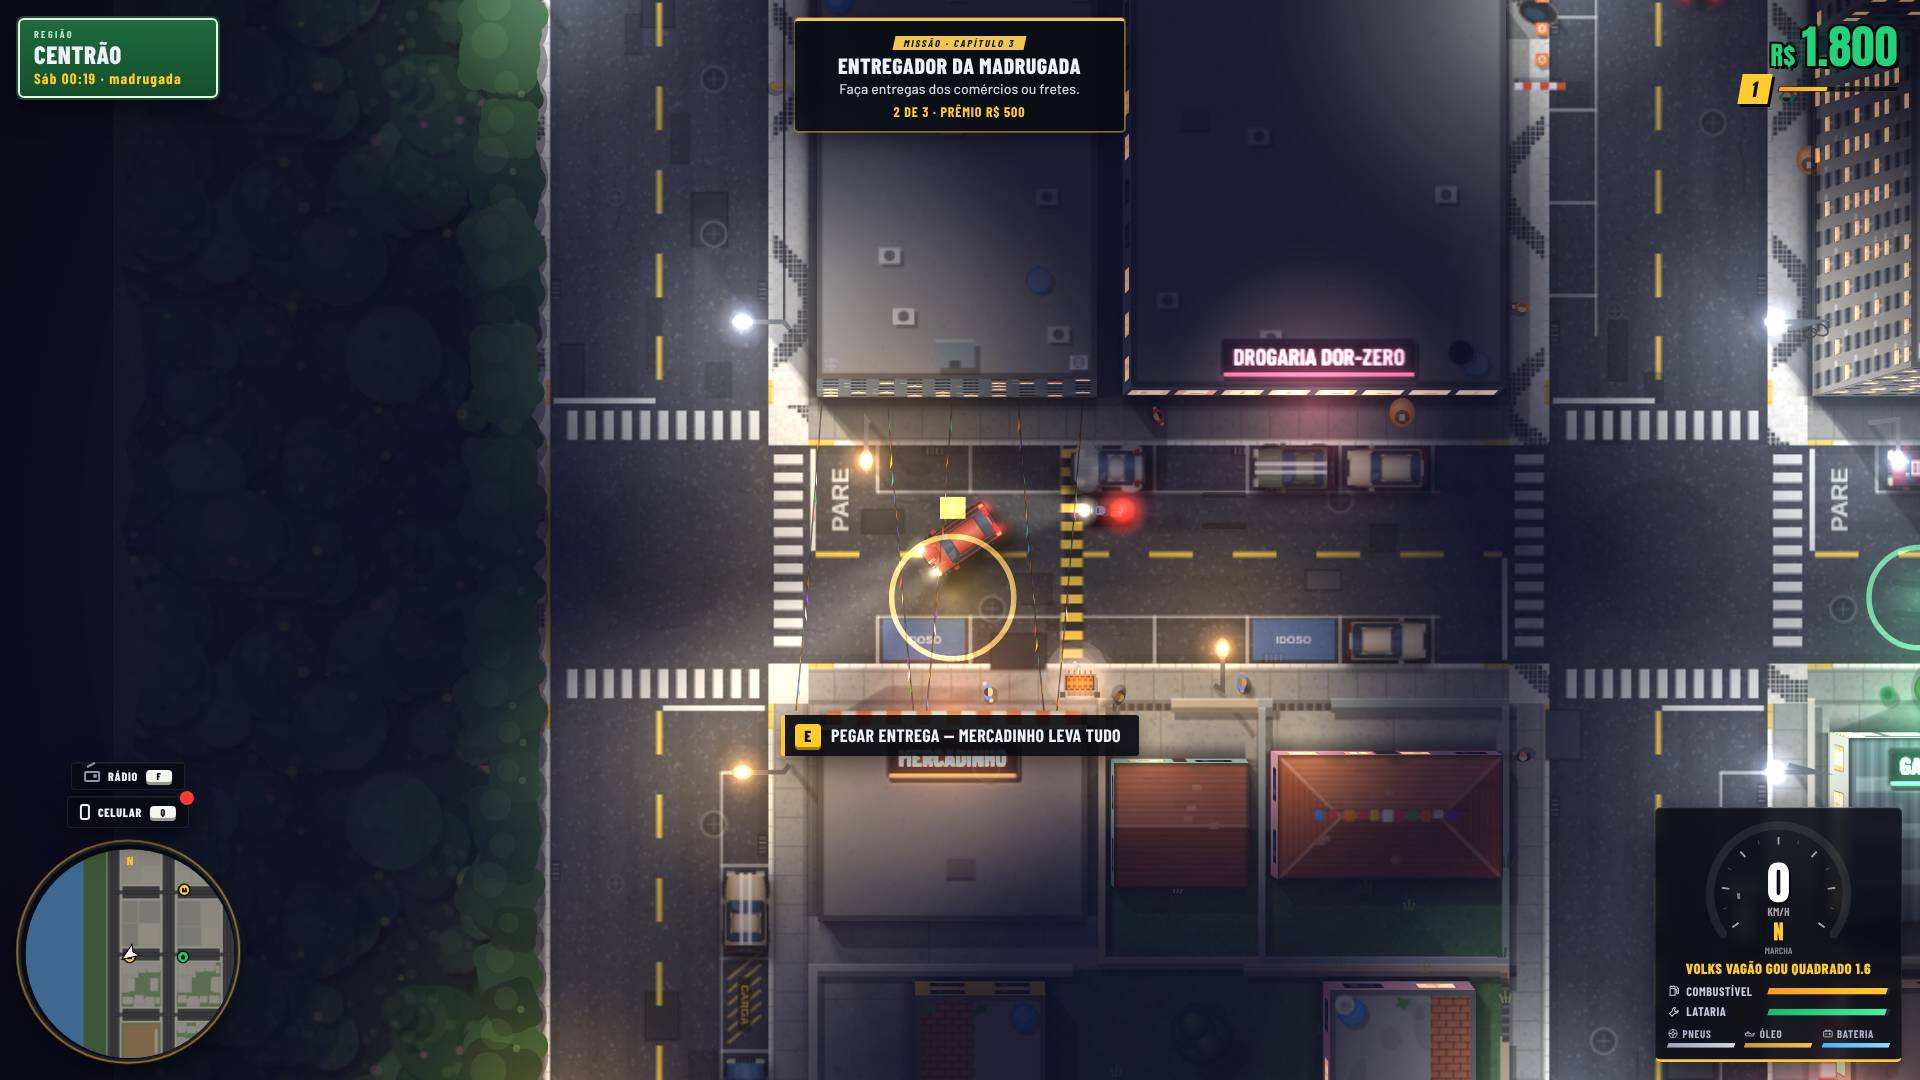 REGIÃO
CENTRÃO
Sáb 00:19 · madrugada
MISSÃO · CAPÍTULO 3
ENTREGADOR DA MADRUGADA
Faça entregas dos comércios ou fretes.
2 DE 3 · PRÊMIO R$ 500
R$ 1.800
1
DROGARIA DOR-ZERO
PARE
PARE
IDOSO
IDOSO
E PEGAR ENTREGA — MERCADINHO LEVA TUDO
MERCADINHO
GA
RÁDIO F
CELULAR Q
N
M
CARGA
0
KM/H
N
MARCHA
VOLKS VAGÃO GOU QUADRADO 1.6
COMBUSTÍVEL
LATARIA
PNEUS ÓLEO BATERIA